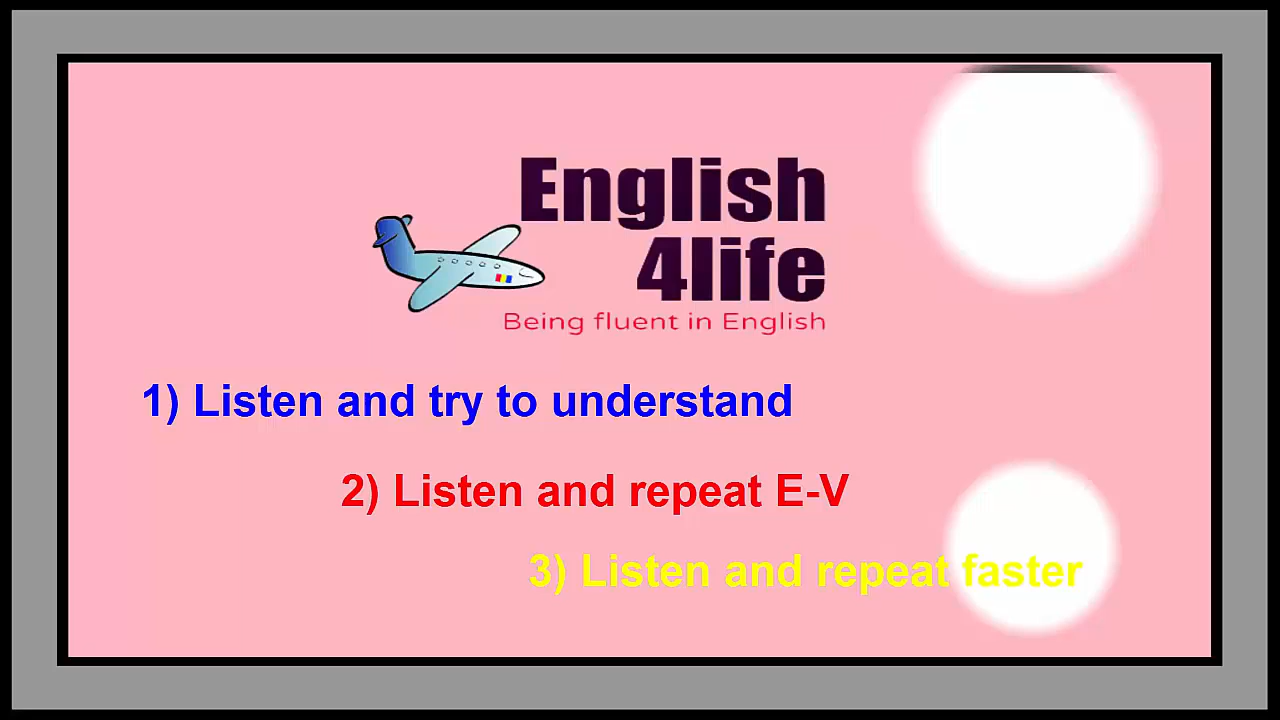 English
4life
Being fluent in English
1) Listen and try to understand
2) Listen and repeat E-V
3) Listen and repeat faster